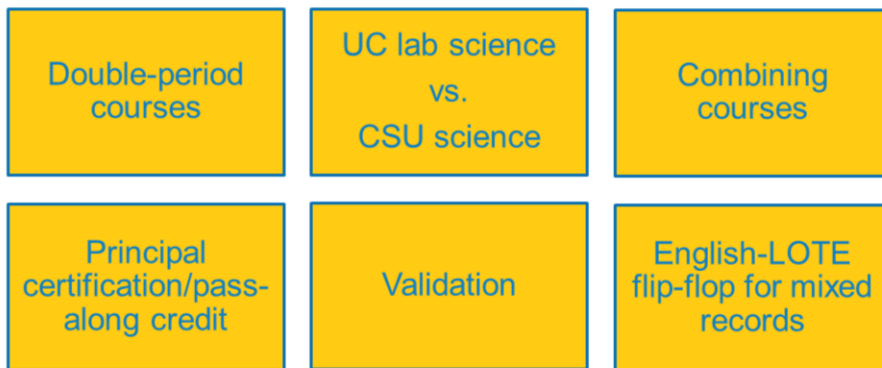 Double-period
courses
UC lab science
vs.
CSU science
Combining
courses
Principal
certification/pass-
along credit
Validation
English-LOTE
flip-flop for mixed
records